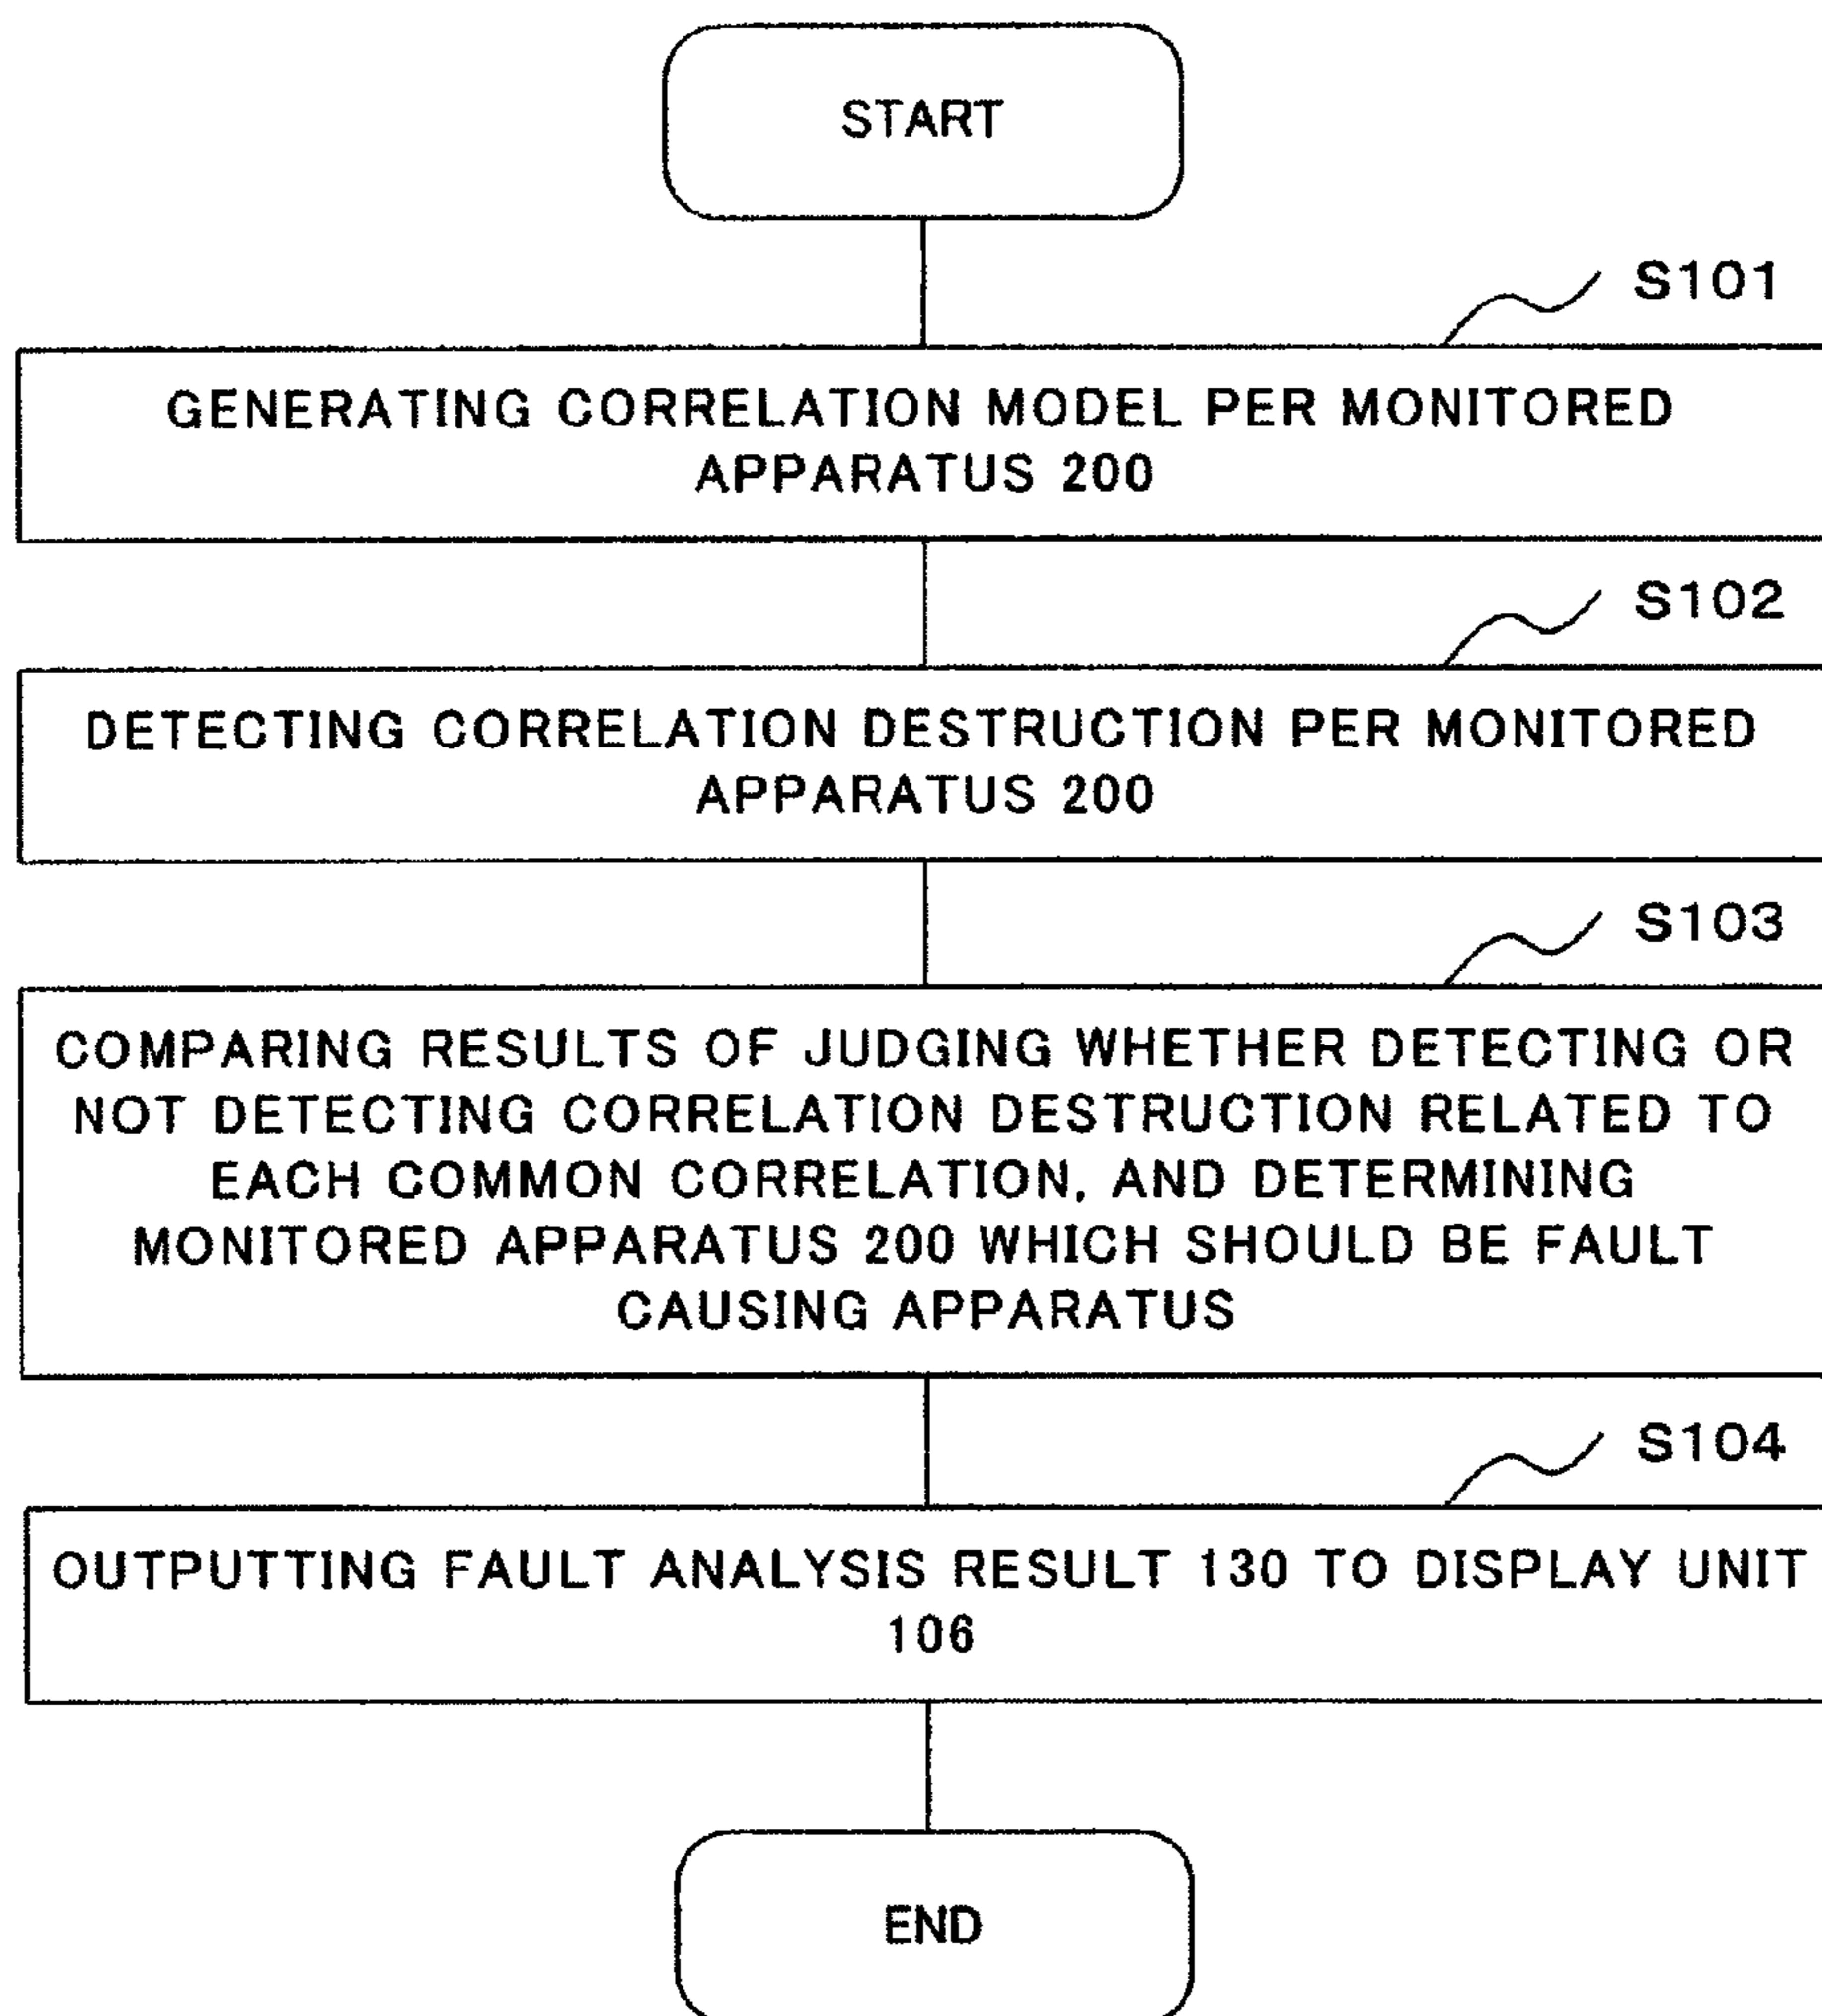 START
S101
GENERATING CORRELATION MODEL PER MONITORED
APPARATUS 200
S102
DETECTING CORRELATION DESTRUCTION PER MONITORED
APPARATUS 200
S103
COMPARING RESULTS OF JUDGING WHETHER DETECTING OR
NOT DETECTING CORRELATION DESTRUCTION RELATED TO
EACH COMMON CORRELATION, AND DETERMINING
MONITORED APPARATUS 200 WHICH SHOULD BE FAULT
CAUSING APPARATUS
S104
OUTPUTTING FAULT ANALYSIS RESULT 130 TO DISPLAY UNIT
106
END